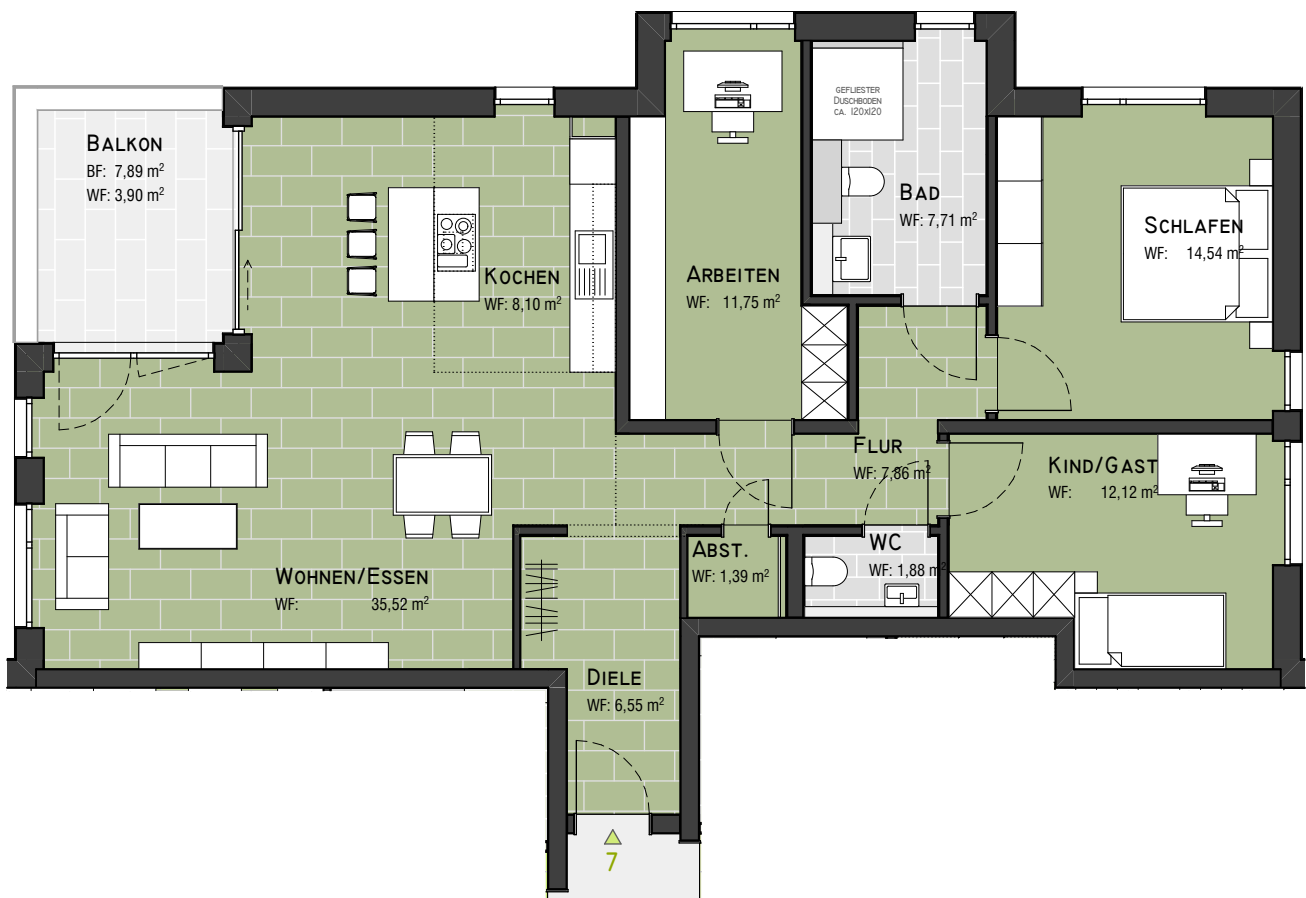 BALKON
BF: 7,89 m²
WF: 3,90 m²
KOCHEN
WF: 8,10 m²
ARBEITEN
WF: 11,75 m²
GEFLIESTER
DUSCHBODEN
CA. 120X120
BAD
WF: 7,71 m²
SCHLAFEN
WF: 14,54 m²
FLUR
WF: 7,86 m²
KIND/GAST
WF: 12,12 m²
WOHNEN/ESSEN
WF: 35,52 m²
ABST.
WF: 1,39 m²
WC
WF: 1,88 m²
DIELE
WF: 6,55 m²
7